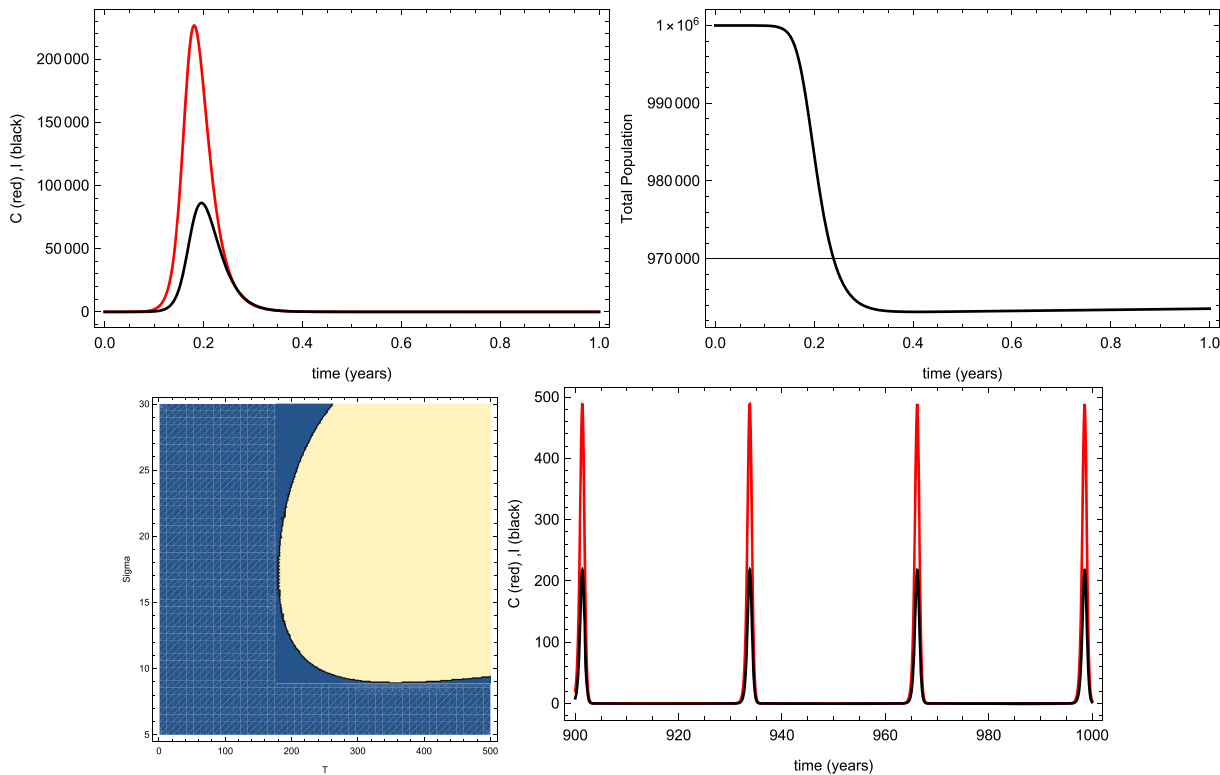 200 000
150 000
100 000
50 000
0
C (red) ,I (black)
0.0 0.2 0.4 0.6 0.8 1.0
time (years)
1×10⁶
990 000
980 000
970 000
Total Population
0.0 0.2 0.4 0.6 0.8 1.0
time (years)
30
25
20
15
10
5
Sigma
0 100 200 300 400 500
T
500
400
300
200
100
0
C (red) ,I (black)
900 920 940 960 980 1000
time (years)